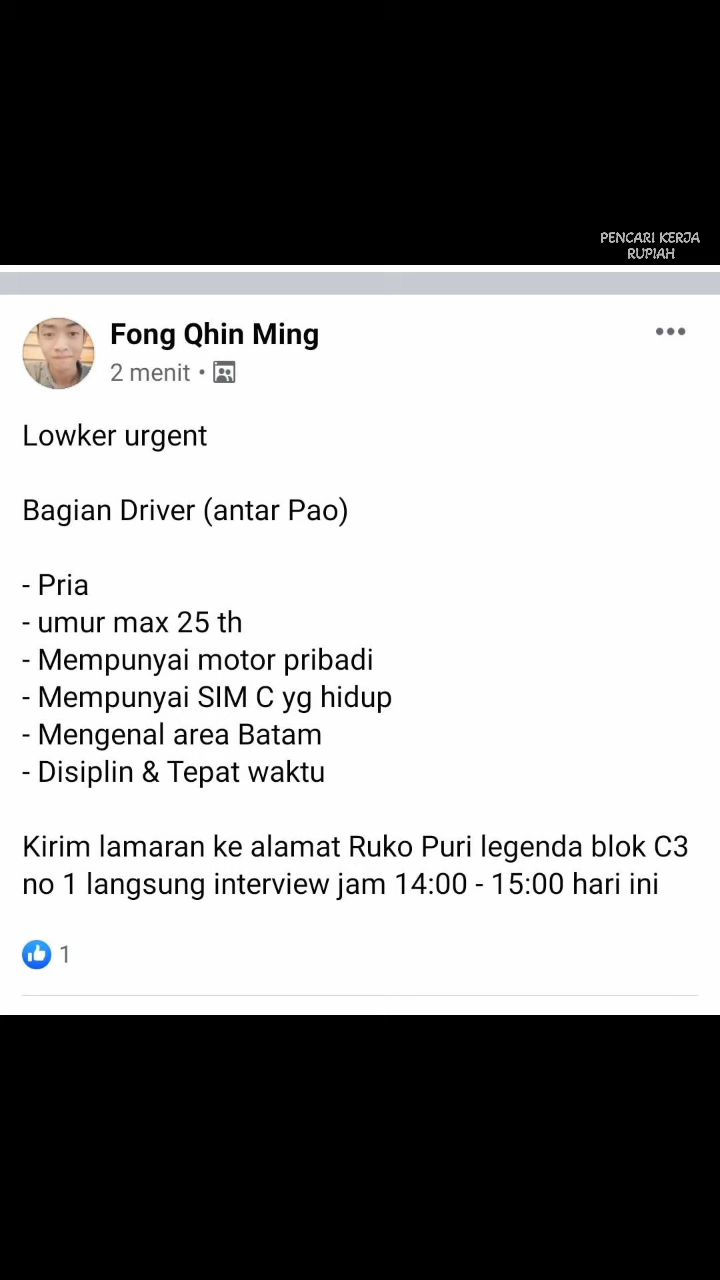 PENCARI KERJA
RUPIAH
Fong Qhin Ming
2 menit •
Lowker urgent
Bagian Driver (antar Pao)
- Pria
- umur max 25 th
- Mempunyai motor pribadi
- Mempunyai SIM C yg hidup
- Mengenal area Batam
- Disiplin & Tepat waktu
Kirim lamaran ke alamat Ruko Puri legenda blok C3
no 1 langsung interview jam 14:00 - 15:00 hari ini
1